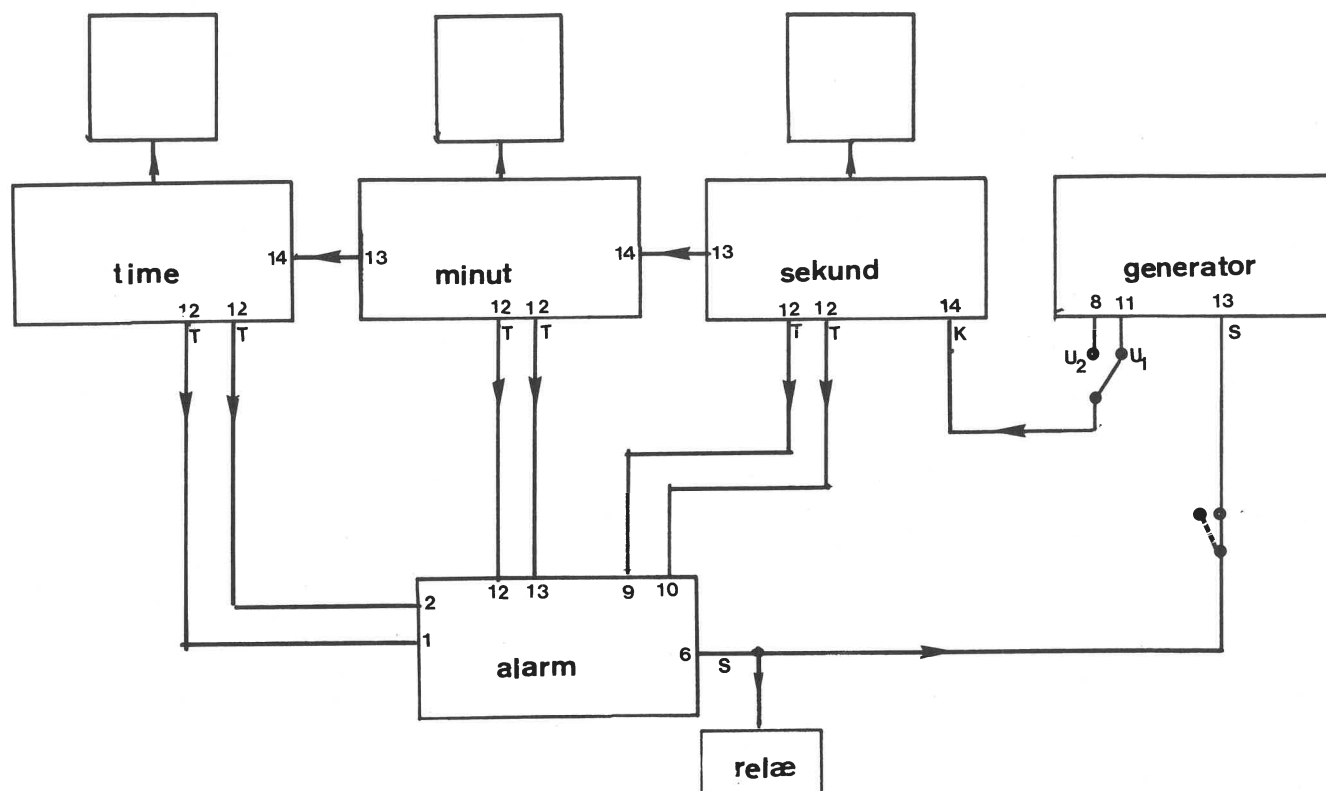 14 13 14 13
time minut sekund generator
12 12 12 12 12 12 14 8 11 13
T T T T T T K S
U2 U1
12 13 9 10
2
1
6
alarm S
relæ